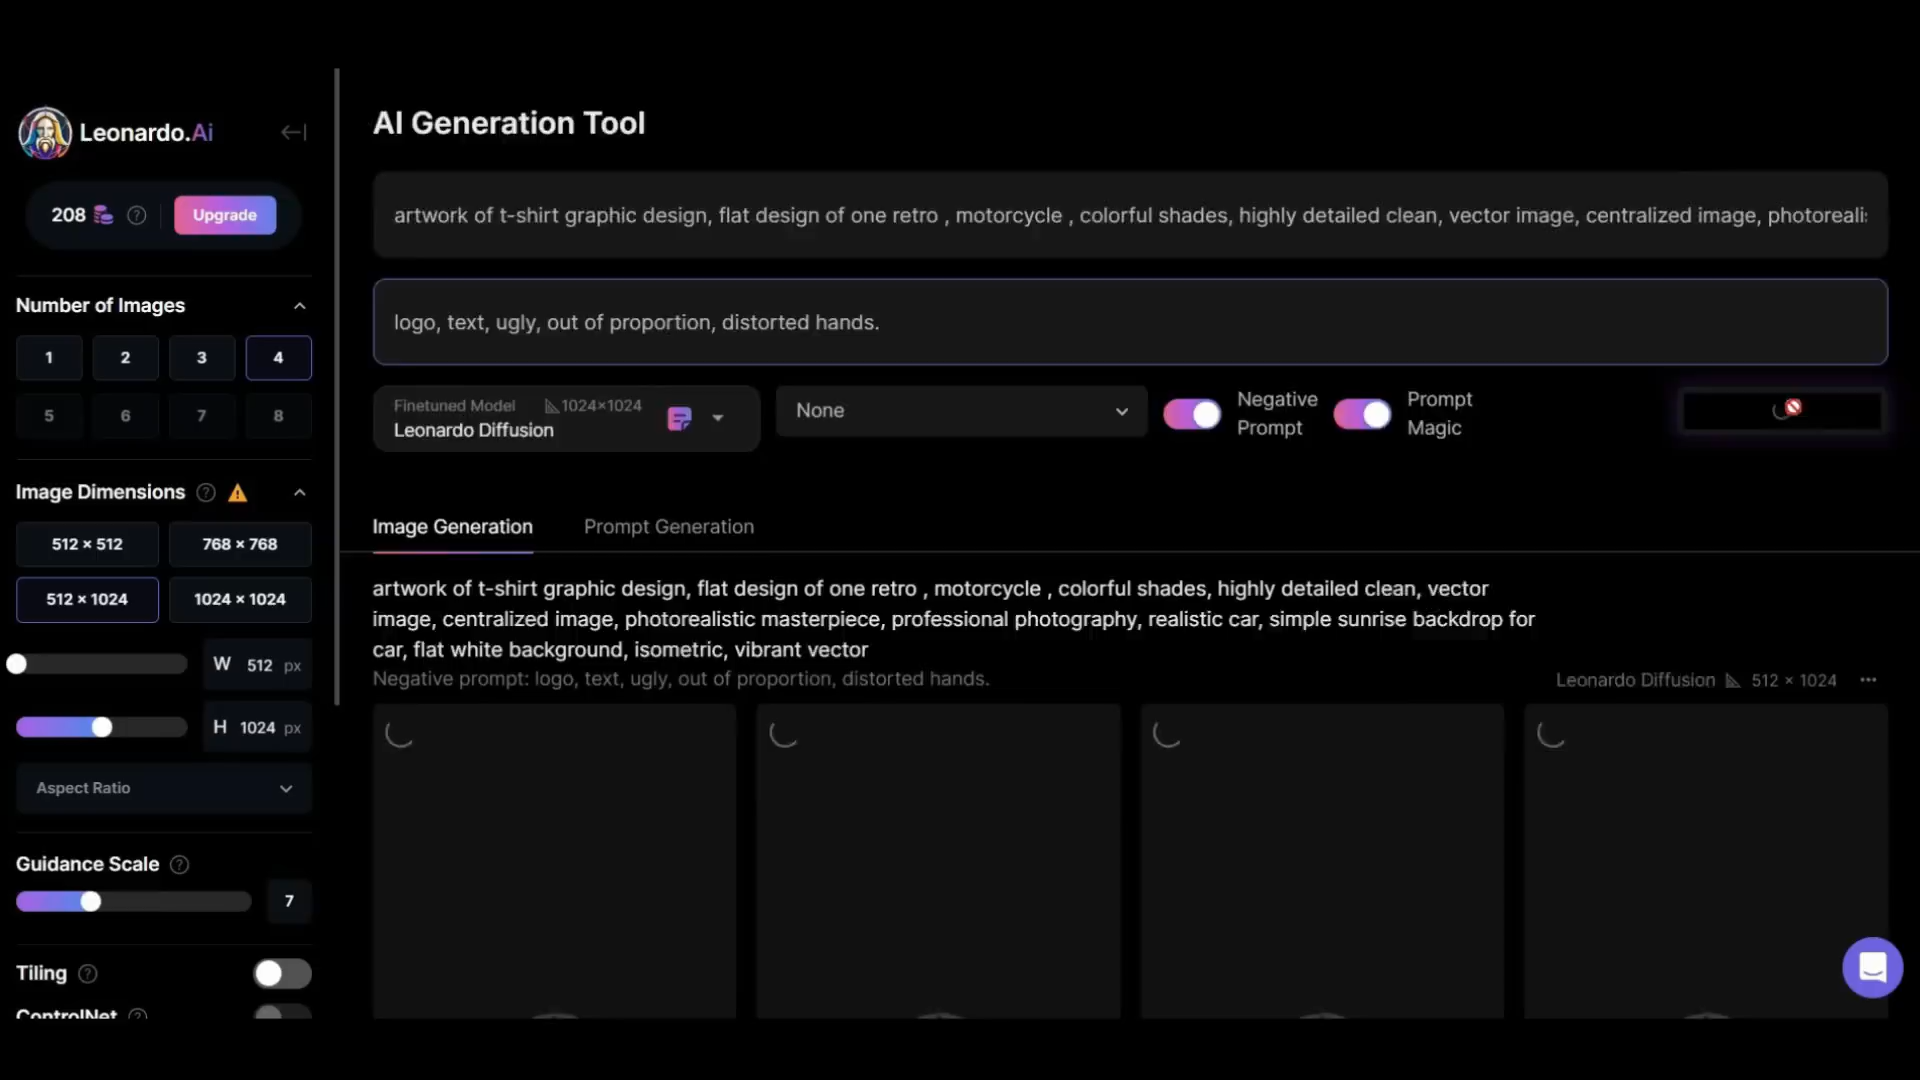 Leonardo.Ai
208 Upgrade
Number of Images
1 2 3 4
5 6 7 8
Image Dimensions
512 × 512 768 × 768
512 × 1024 1024 × 1024
W 512 px
H 1024 px
Aspect Ratio
Guidance Scale
7
Tiling
ControlNet
AI Generation Tool
artwork of t-shirt graphic design, flat design of one retro , motorcycle , colorful shades, highly detailed clean, vector image, centralized image, photoreali
logo, text, ugly, out of proportion, distorted hands.
Finetuned Model 1024×1024
Leonardo Diffusion
None
Negative Prompt
Prompt Magic
Image Generation Prompt Generation
artwork of t-shirt graphic design, flat design of one retro , motorcycle , colorful shades, highly detailed clean, vector
image, centralized image, photorealistic masterpiece, professional photography, realistic car, simple sunrise backdrop for
car, flat white background, isometric, vibrant vector
Negative prompt: logo, text, ugly, out of proportion, distorted hands.
Leonardo Diffusion 512 × 1024